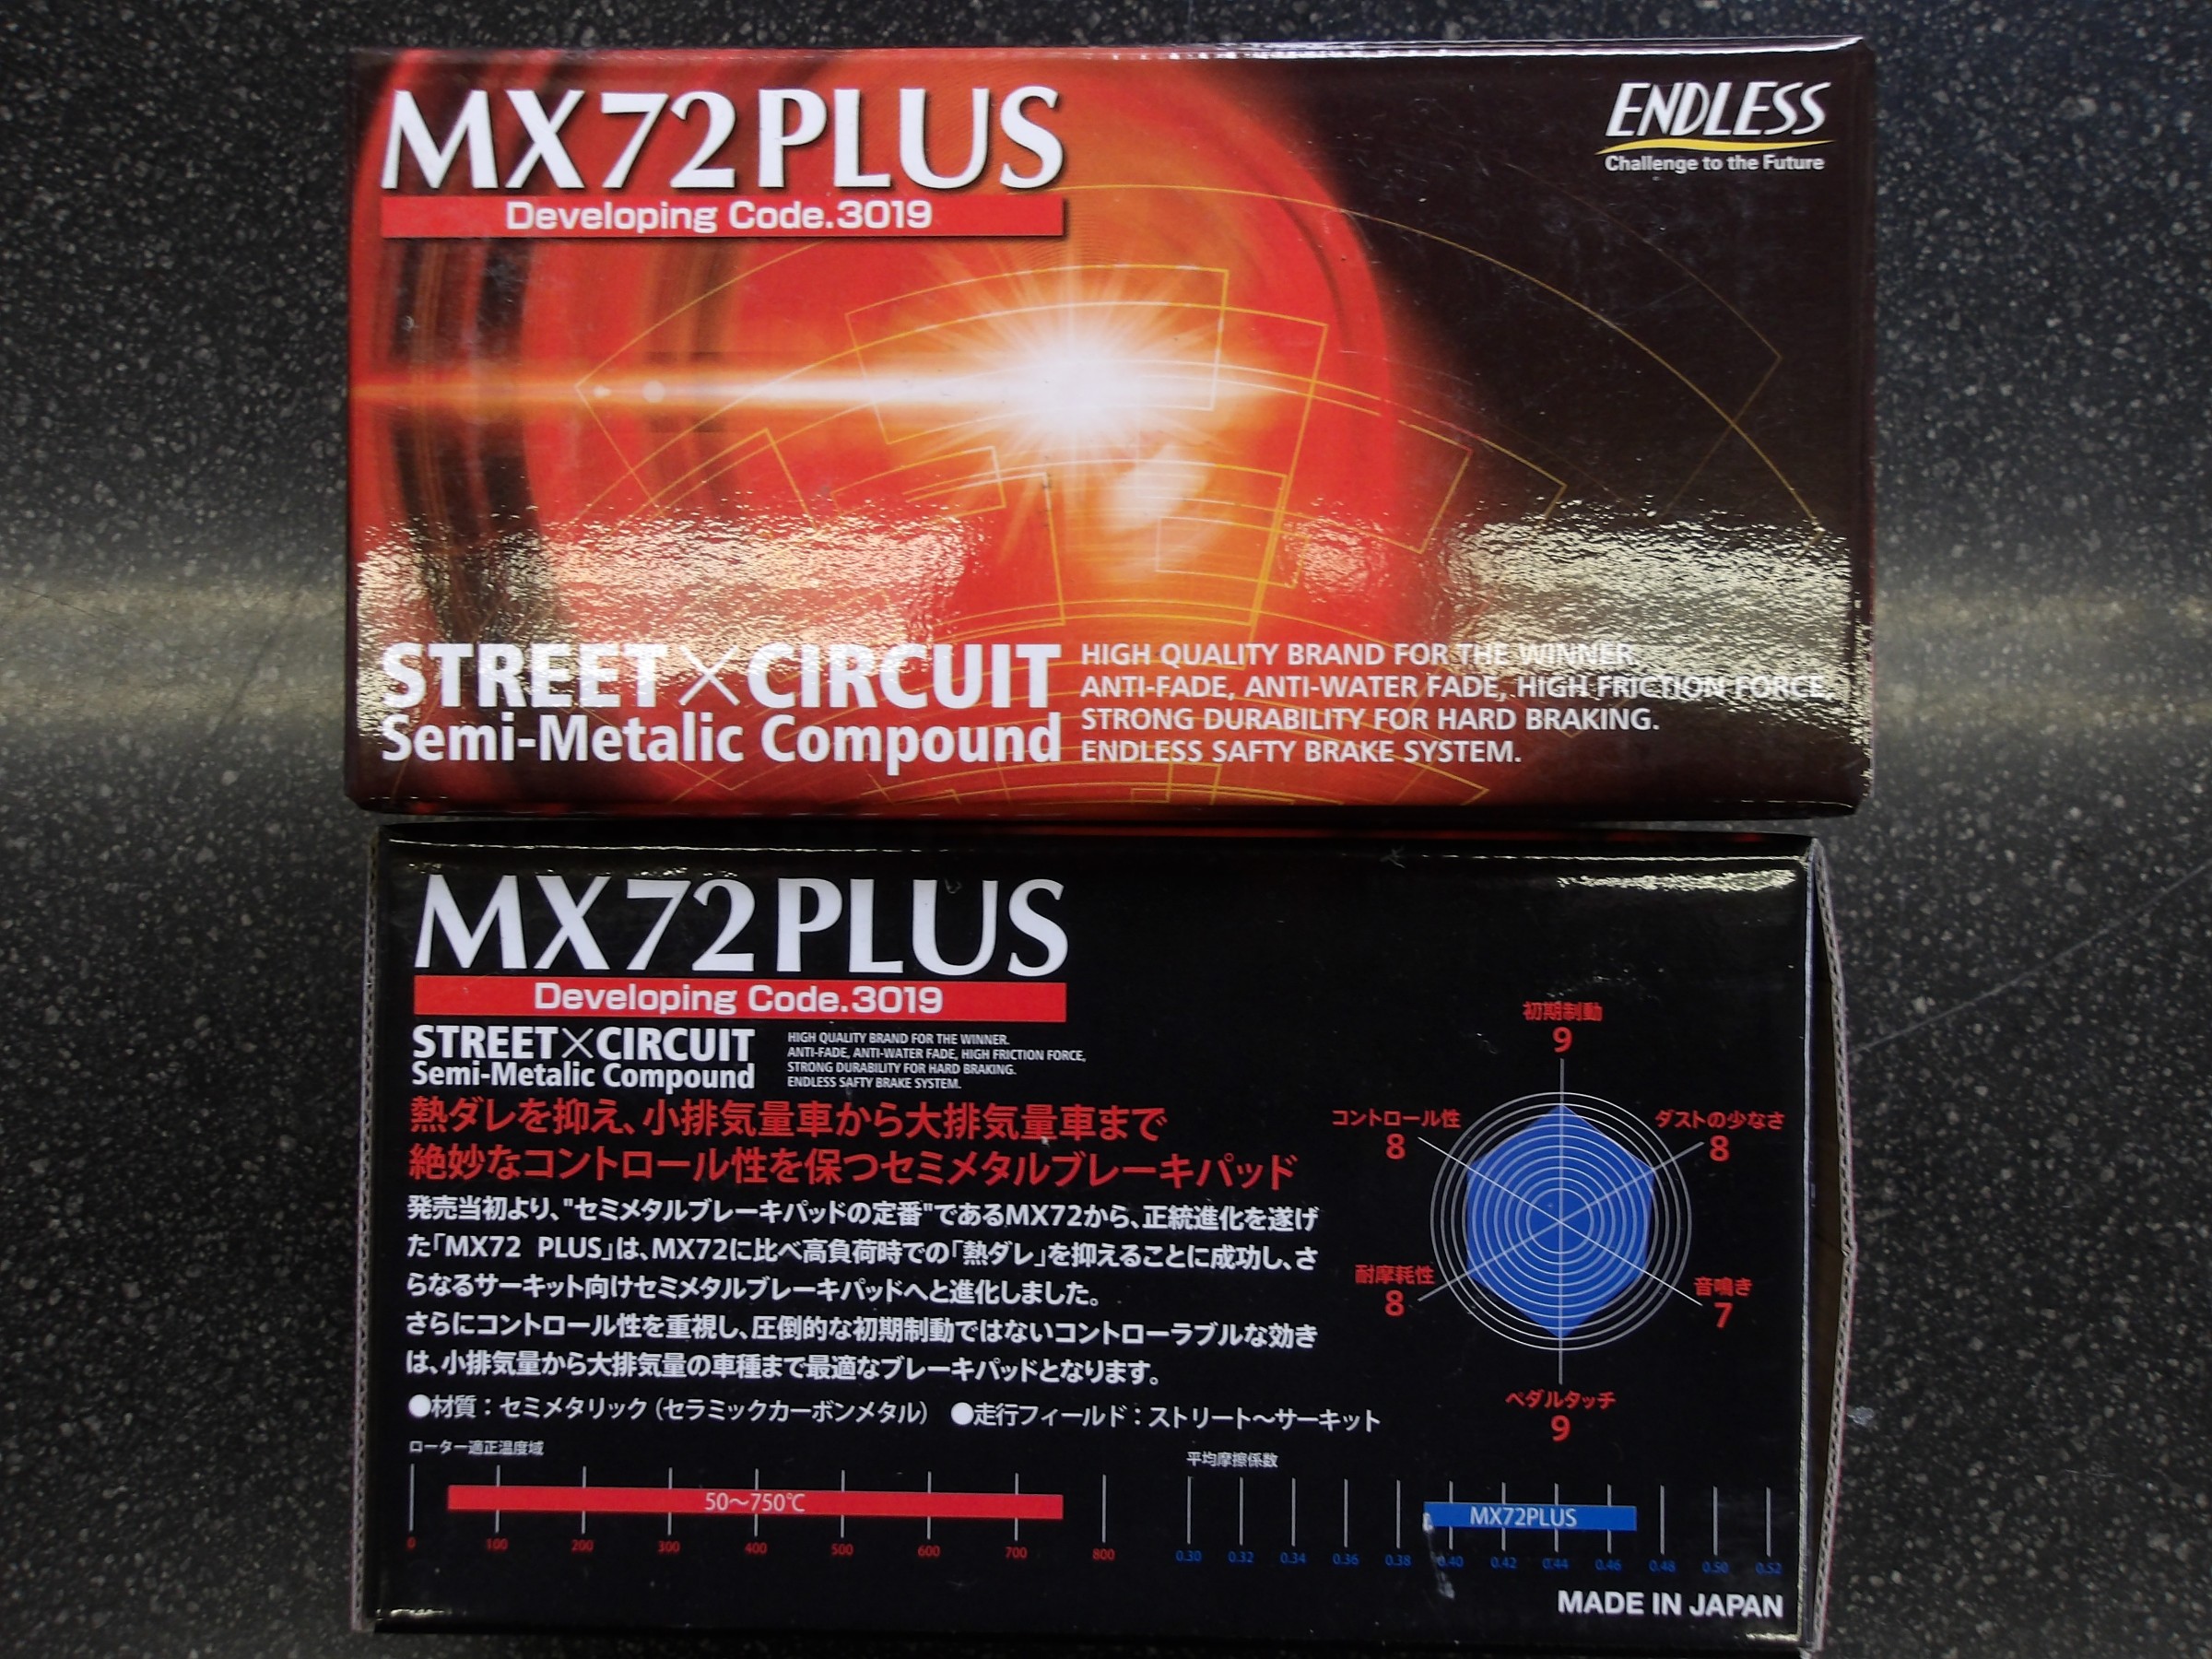 MX72PLUS
Developing Code.3019
ENDLESS
Challenge to the Future
STREET×CIRCUIT
Semi-Metalic Compound
HIGH QUALITY BRAND FOR THE WINNER.
ANTI-FADE, ANTI-WATER FADE, HIGH FRICTION FORCE,
STRONG DURABILITY FOR HARD BRAKING.
ENDLESS SAFTY BRAKE SYSTEM.
MX72PLUS
Developing Code.3019
STREET×CIRCUIT
Semi-Metalic Compound
HIGH QUALITY BRAND FOR THE WINNER.
ANTI-FADE, ANTI-WATER FADE, HIGH FRICTION FORCE,
STRONG DURABILITY FOR HARD BRAKING.
ENDLESS SAFTY BRAKE SYSTEM.
熱ダレを抑え、小排気量車から大排気量車まで
絶妙なコントロール性を保つセミメタルブレーキパッド
発売当初より、"セミメタルブレーキパッドの定番"であるMX72から、正統進化を遂げ
た「MX72 PLUS」は、MX72に比べ高負荷時での「熱ダレ」を抑えることに成功し、さ
らなるサーキット向けセミメタルブレーキパッドへと進化しました。
さらにコントロール性を重視し、圧倒的な初期制動ではないコントローラブルな効き
は、小排気量から大排気量の車種まで最適なブレーキパッドとなります。
●材質：セミメタリック（セラミックカーボンメタル） ●走行フィールド：ストリート〜サーキット
初期制動
9
コントロール性
8
ダストの少なさ
8
耐摩耗性
8
音鳴き
7
ペダルタッチ
9
ローター適正温度域
50〜750℃
0 100 200 300 400 500 600 700 800
平均摩擦係数
MX72PLUS
0.30 0.32 0.34 0.36 0.38 0.40 0.42 0.44 0.46 0.48 0.50 0.52
MADE IN JAPAN